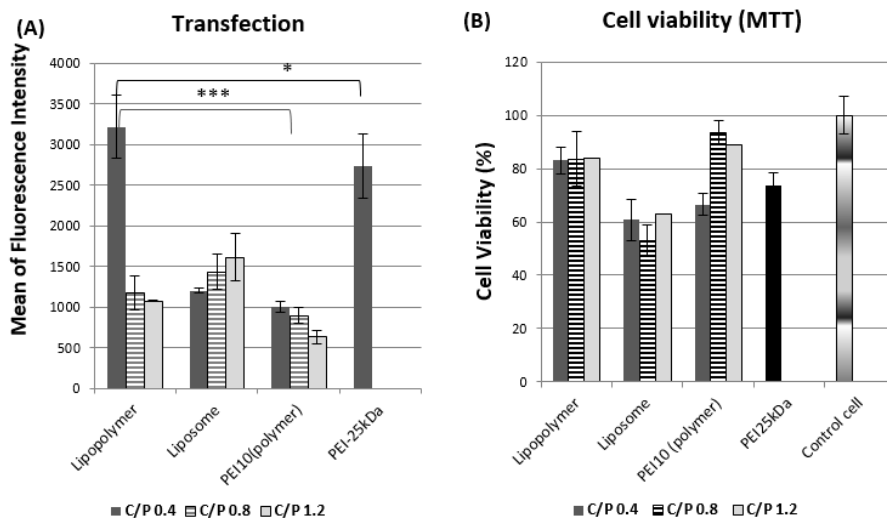 (A)
Transfection
Mean of Fluorescence Intensity
4000
3500
3000
2500
2000
1500
1000
500
0
*
***
Lipopolymer
Liposome
PEI10(polymer)
PEI-25kDa
C/P 0.4 C/P 0.8 C/P 1.2
(B)
Cell viability (MTT)
Cell Viability (%)
120
100
80
60
40
20
0
Lipopolymer
Liposome
PEI10 (polymer)
PEI25kDa
Control cell
C/P 0.4 C/P 0.8 C/P 1.2